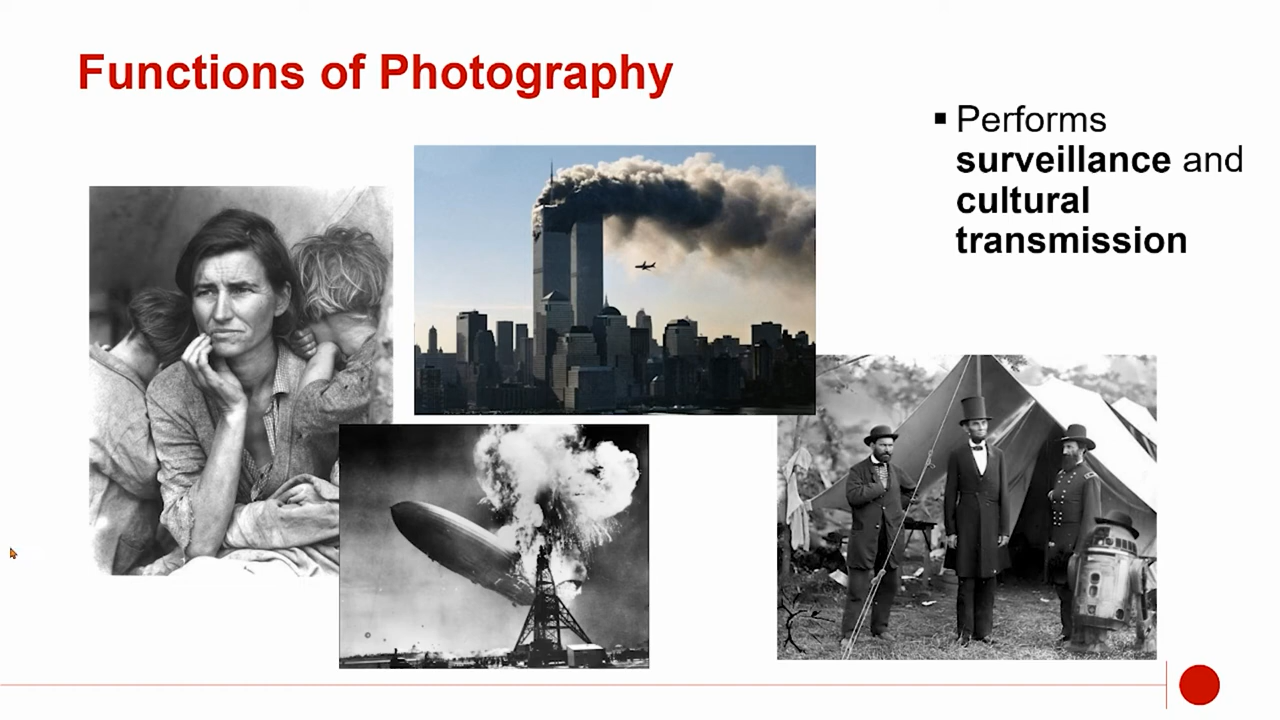 Functions of Photography
▪ Performs
surveillance and
cultural
transmission